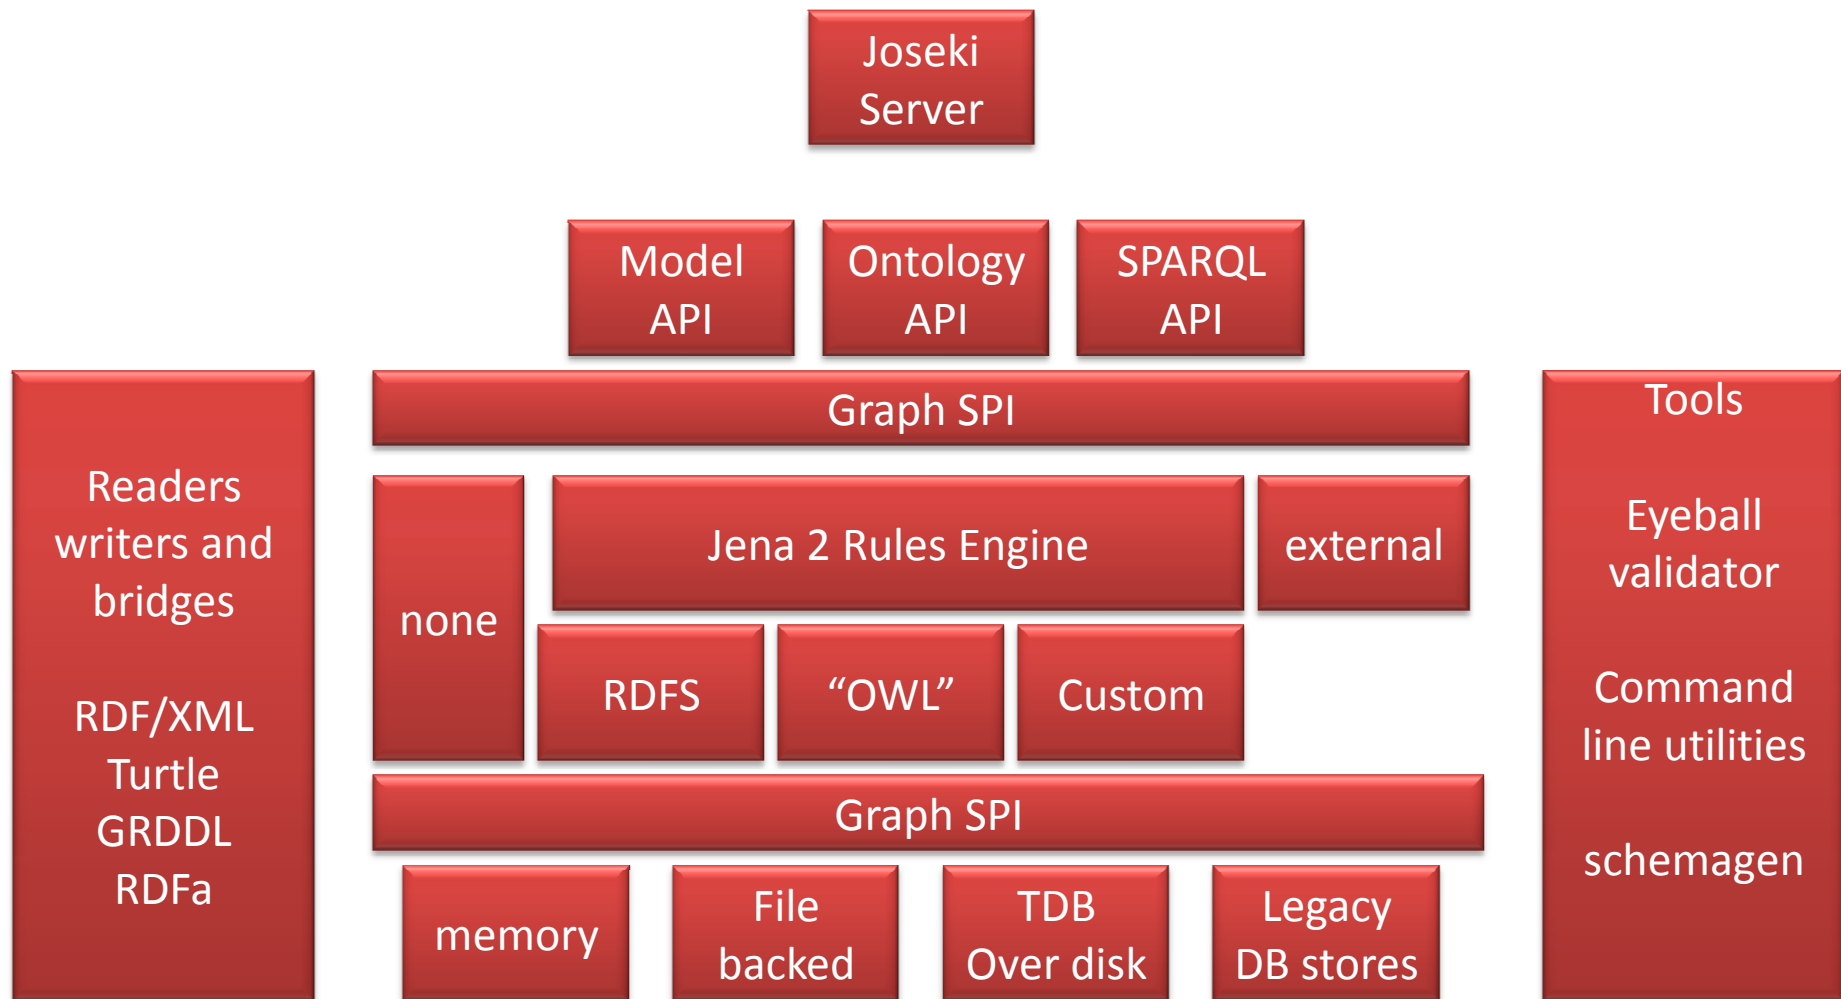 Joseki
Server
Model
API
Ontology
API
SPARQL
API
Readers
writers and
bridges
RDF/XML
Turtle
GRDDL
RDFa
Graph SPI
none
Jena 2 Rules Engine
external
RDFS
“OWL”
Custom
Graph SPI
memory
File
backed
TDB
Over disk
Legacy
DB stores
Tools
Eyeball
validator
Command
line utilities
schemagen